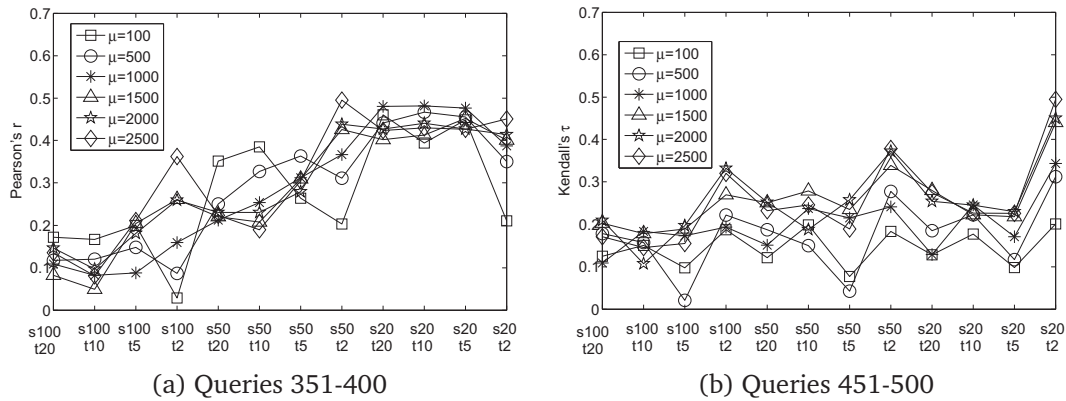 0.7
0.6
0.5
0.4
0.3
0.2
0.1
0
Pearson's r
μ=100
μ=500
μ=1000
μ=1500
μ=2000
μ=2500
s100 s100 s100 s100 s50 s50 s50 s50 s20 s20 s20 s20
t20 t10 t5 t2 t20 t10 t5 t2 t20 t10 t5 t2
(a) Queries 351-400
0.7
0.6
0.5
0.4
0.3
0.2
0.1
0
Kendall's τ
μ=100
μ=500
μ=1000
μ=1500
μ=2000
μ=2500
s100 s100 s100 s100 s50 s50 s50 s50 s20 s20 s20 s20
t20 t10 t5 t2 t20 t10 t5 t2 t20 t10 t5 t2
(b) Queries 451-500